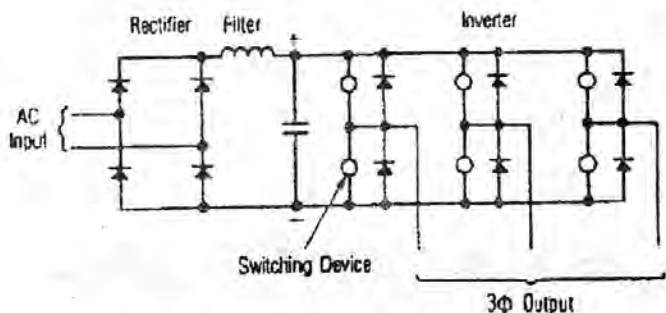 Rectifier Filter Inverter
+
AC
Input
−
Switching Device
3Φ Output